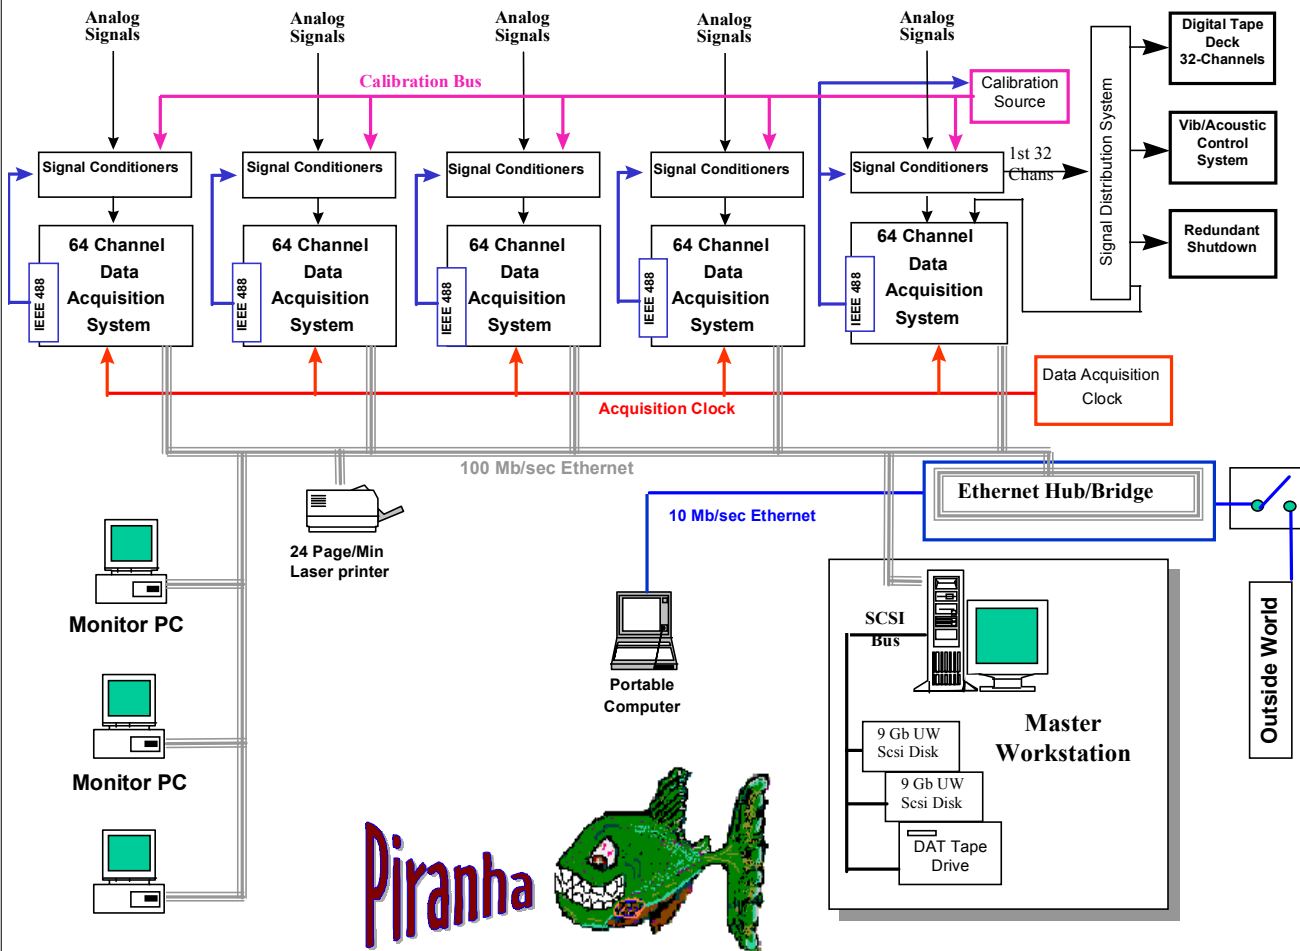 Analog
Signals
Analog
Signals
Analog
Signals
Analog
Signals
Analog
Signals
Digital Tape
Deck
32-Channels
Calibration Bus
Calibration
Source
Signal Distribution System
Vib/Acoustic
Control
System
Signal Conditioners
Signal Conditioners
Signal Conditioners
Signal Conditioners
Signal Conditioners
1st 32
Chans
Redundant
Shutdown
64 Channel
Data
Acquisition
System
IEEE 488
64 Channel
Data
Acquisition
System
IEEE 488
64 Channel
Data
Acquisition
System
IEEE 488
64 Channel
Data
Acquisition
System
IEEE 488
64 Channel
Data
Acquisition
System
IEEE 488
Data Acquisition
Clock
Acquisition Clock
100 Mb/sec Ethernet
Ethernet Hub/Bridge
10 Mb/sec Ethernet
24 Page/Min
Laser printer
Monitor PC
Portable
Computer
SCSI
Bus
Outside World
Master
Workstation
9 Gb UW
Scsi Disk
9 Gb UW
Scsi Disk
DAT Tape
Drive
Monitor PC
Piranha